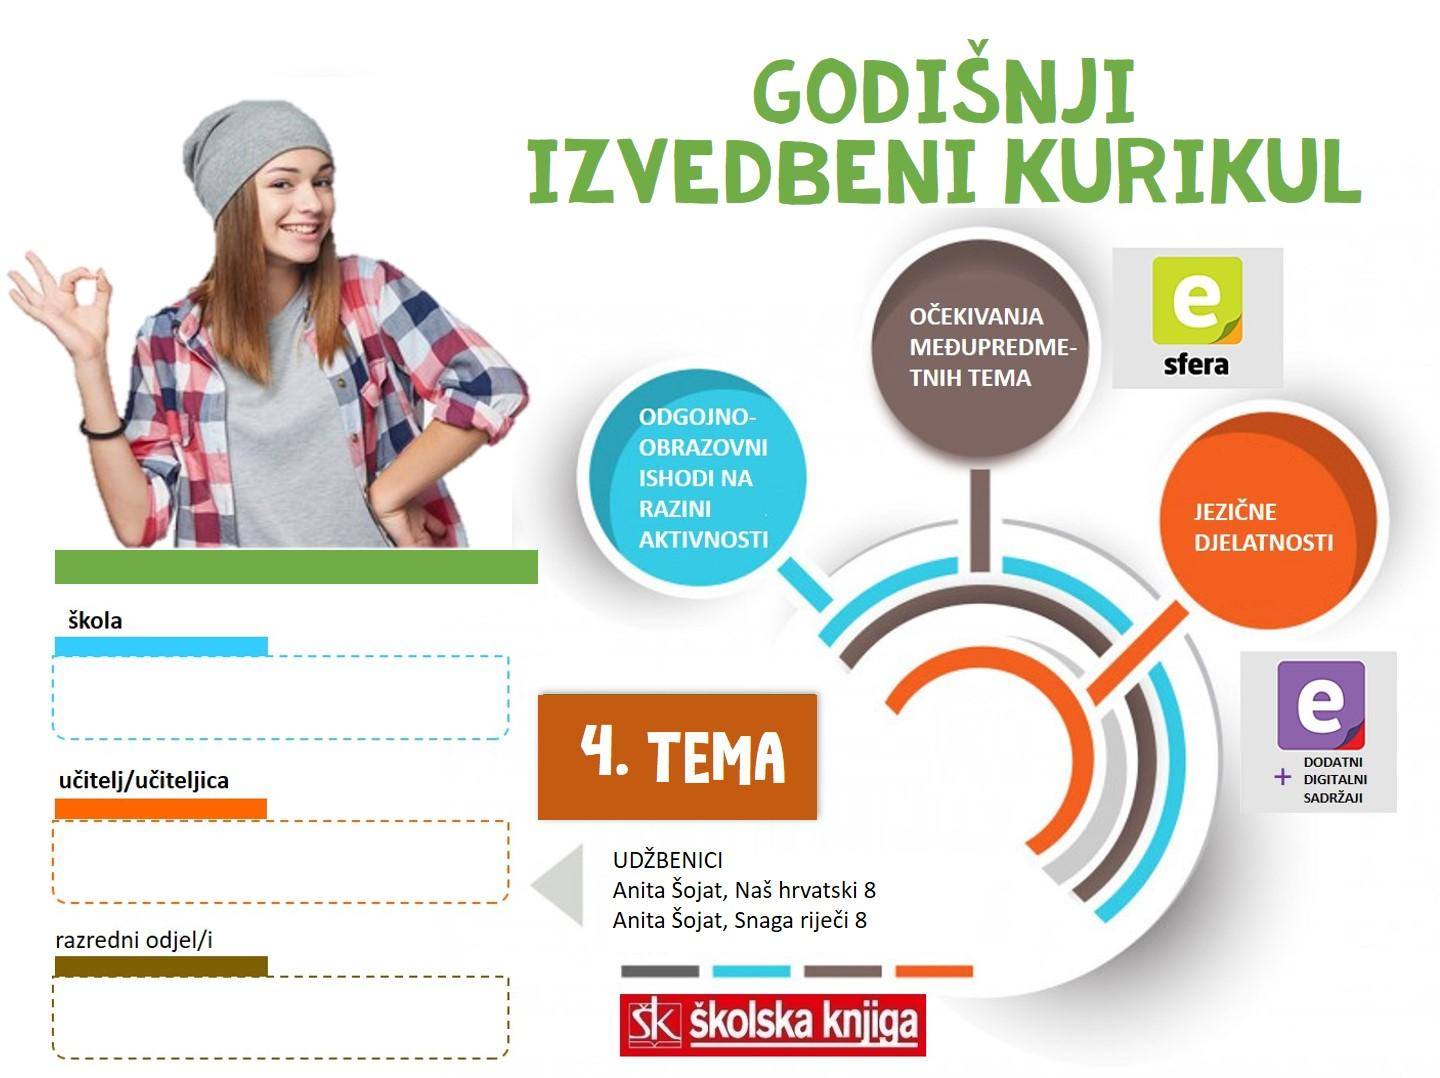 GODIŠNJI
IZVEDBENI KURIKUL
OČEKIVANJA
MEĐUPREDME-
TNIH TEMA
e
sfera
ODGOJNO-
OBRAZOVNI
ISHODI NA
RAZINI
AKTIVNOSTI
JEZIČNE
DJELATNOSTI
škola
e
+ DODATNI
DIGITALNI
SADRŽAJI
4. TEMA
učitelj/učiteljica
UDŽBENICI
Anita Šojat, Naš hrvatski 8
Anita Šojat, Snaga riječi 8
razredni odjel/i
šk školska knjiga